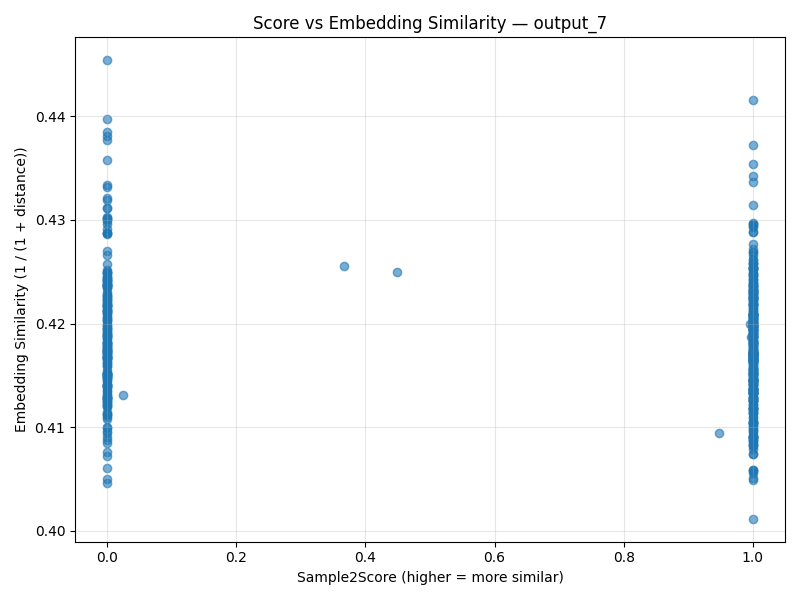 Score vs Embedding Similarity — output_7
Embedding Similarity (1 / (1 + distance))
0.44
0.43
0.42
0.41
0.40
0.0 0.2 0.4 0.6 0.8 1.0
Sample2Score (higher = more similar)